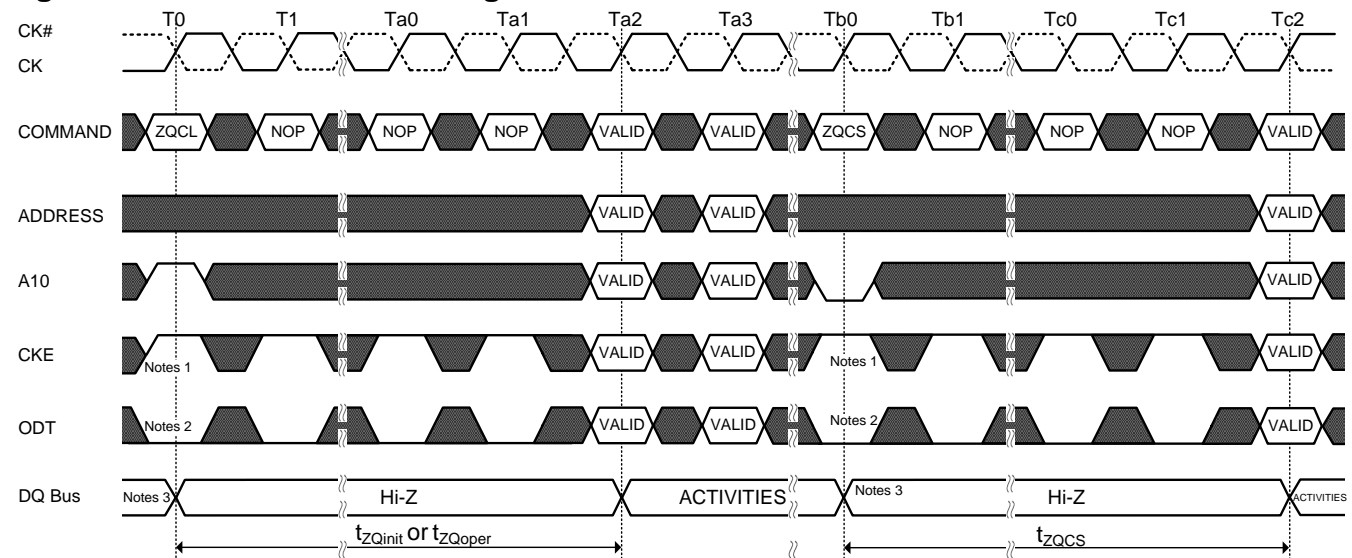 T0 T1 Ta0 Ta1 Ta2 Ta3 Tb0 Tb1 Tc0 Tc1 Tc2
CK#
CK
COMMAND ZQCL NOP NOP NOP VALID VALID ZQCS NOP NOP NOP VALID
ADDRESS VALID VALID VALID
A10 VALID VALID VALID
CKE Notes 1 VALID VALID Notes 1 VALID
ODT Notes 2 VALID VALID Notes 2 VALID
DQ Bus Notes 3 Hi-Z ACTIVITIES Notes 3 Hi-Z ACTIVITIES
tZQinit or tZQoper tZQCS